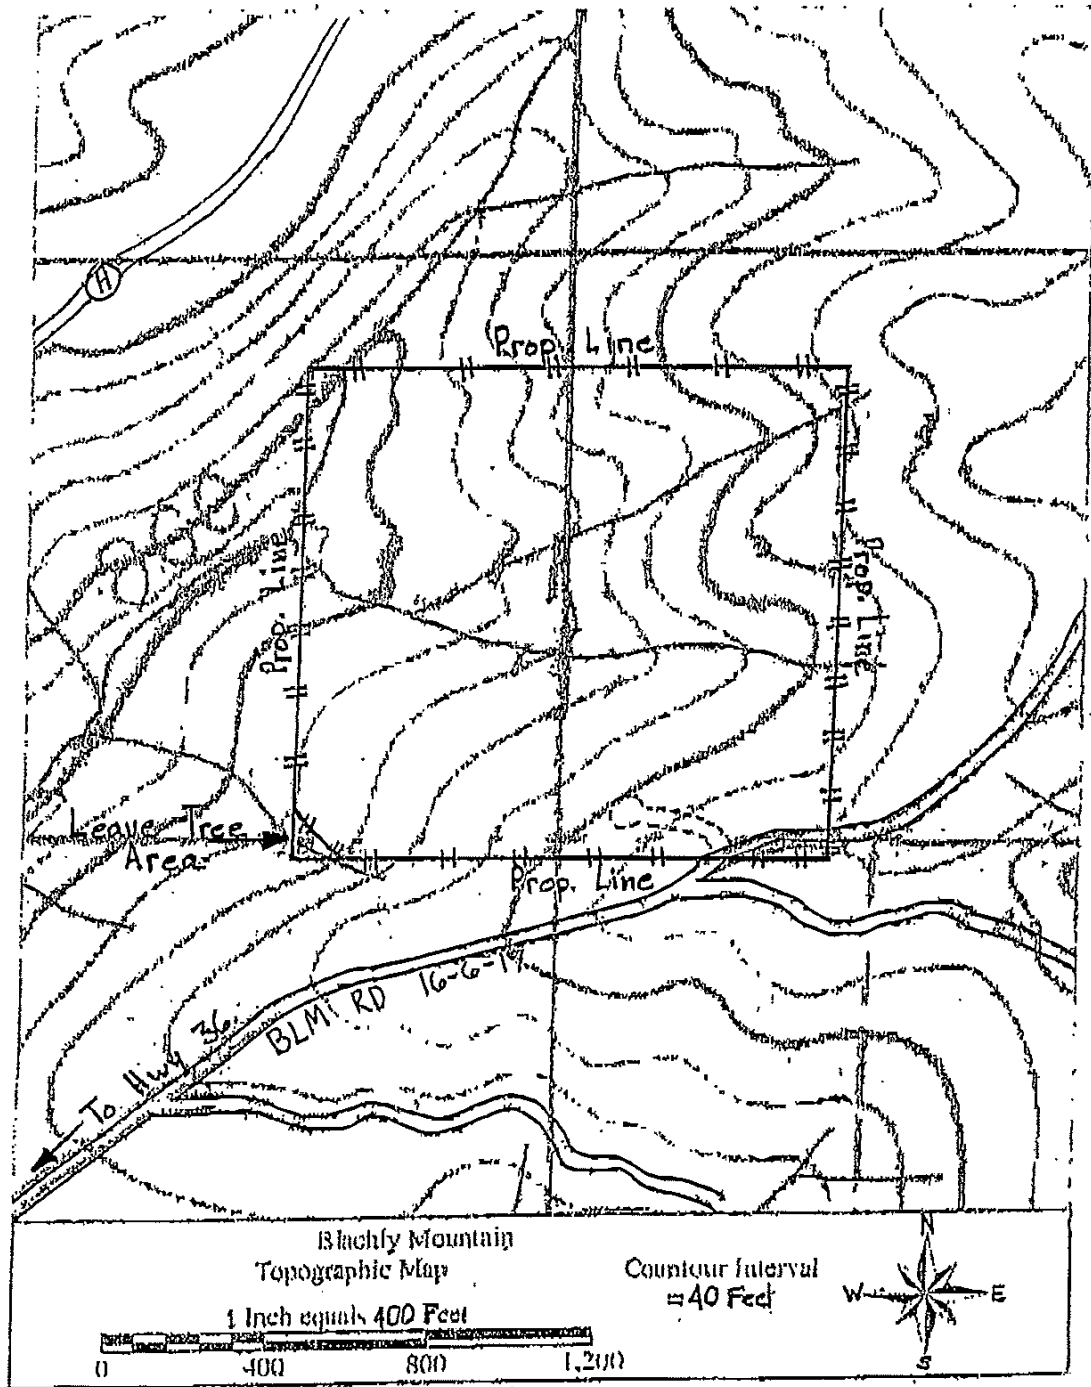 H
Prop. Line
Prop. Line
Prop. Line
Leave Tree
Area
Prop. Line
BLM RD 16-6-17
To Hwy 36
Blachly Mountain
Topographic Map
1 Inch equals 400 Feet
0 400 800 1,200
Countour Interval
=40 Feet
N
W E
S